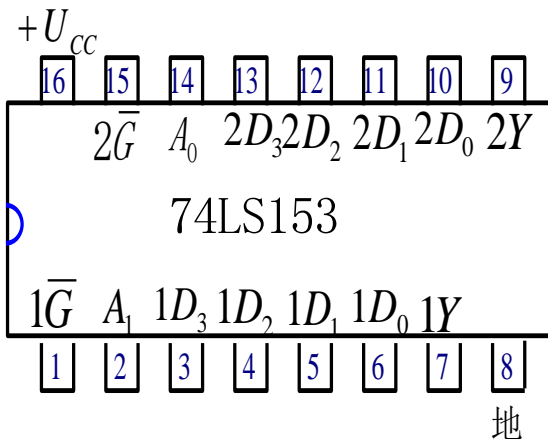 +U_CC
16 15 14 13 12 11 10 9
2G̅ A₀ 2D₃ 2D₂ 2D₁ 2D₀ 2Y
74LS153
1G̅ A₁ 1D₃ 1D₂ 1D₁ 1D₀ 1Y
1 2 3 4 5 6 7 8
地